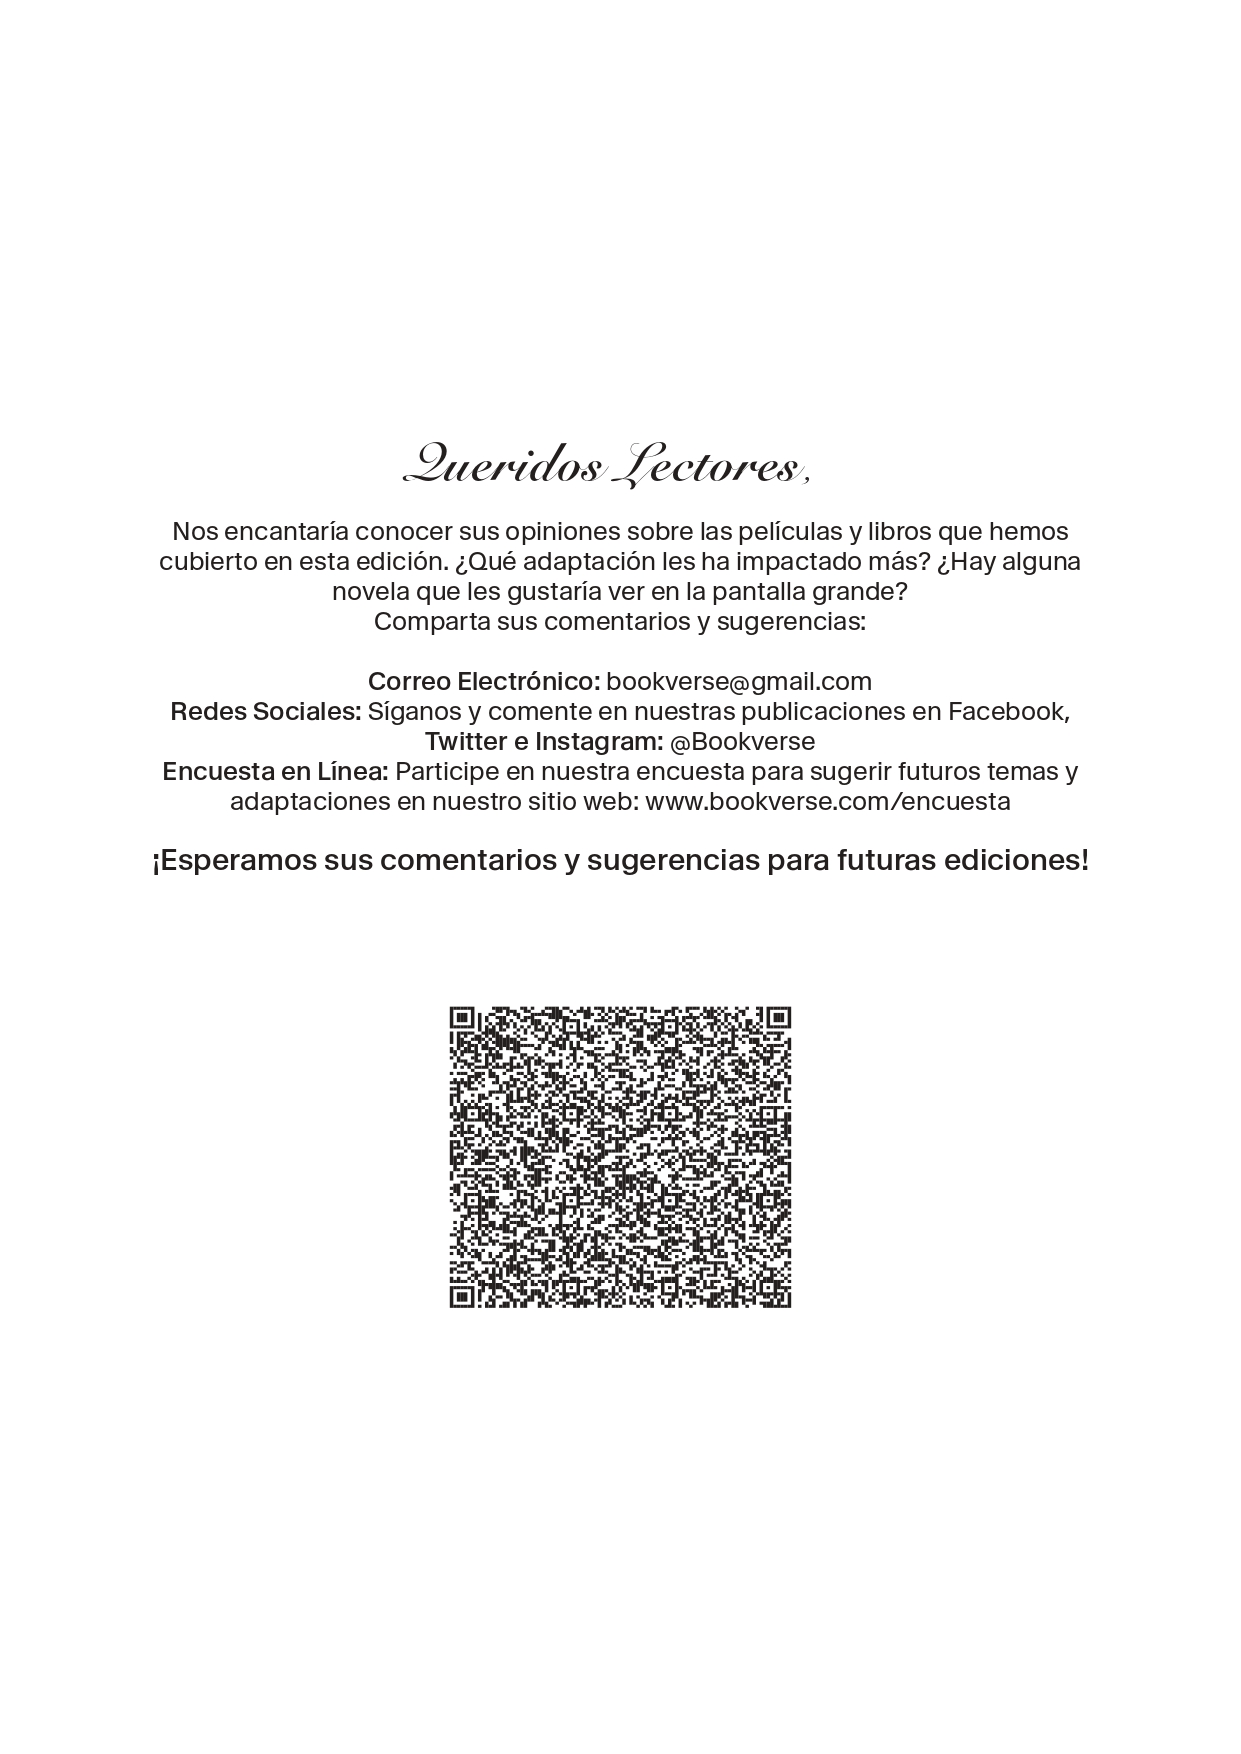 Queridos Lectores,
Nos encantaría conocer sus opiniones sobre las películas y libros que hemos
cubierto en esta edición. ¿Qué adaptación les ha impactado más? ¿Hay alguna
novela que les gustaría ver en la pantalla grande?
Comparta sus comentarios y sugerencias:
Correo Electrónico: bookverse@gmail.com
Redes Sociales: Síganos y comente en nuestras publicaciones en Facebook,
Twitter e Instagram: @Bookverse
Encuesta en Línea: Participe en nuestra encuesta para sugerir futuros temas y
adaptaciones en nuestro sitio web: www.bookverse.com/encuesta
¡Esperamos sus comentarios y sugerencias para futuras ediciones!